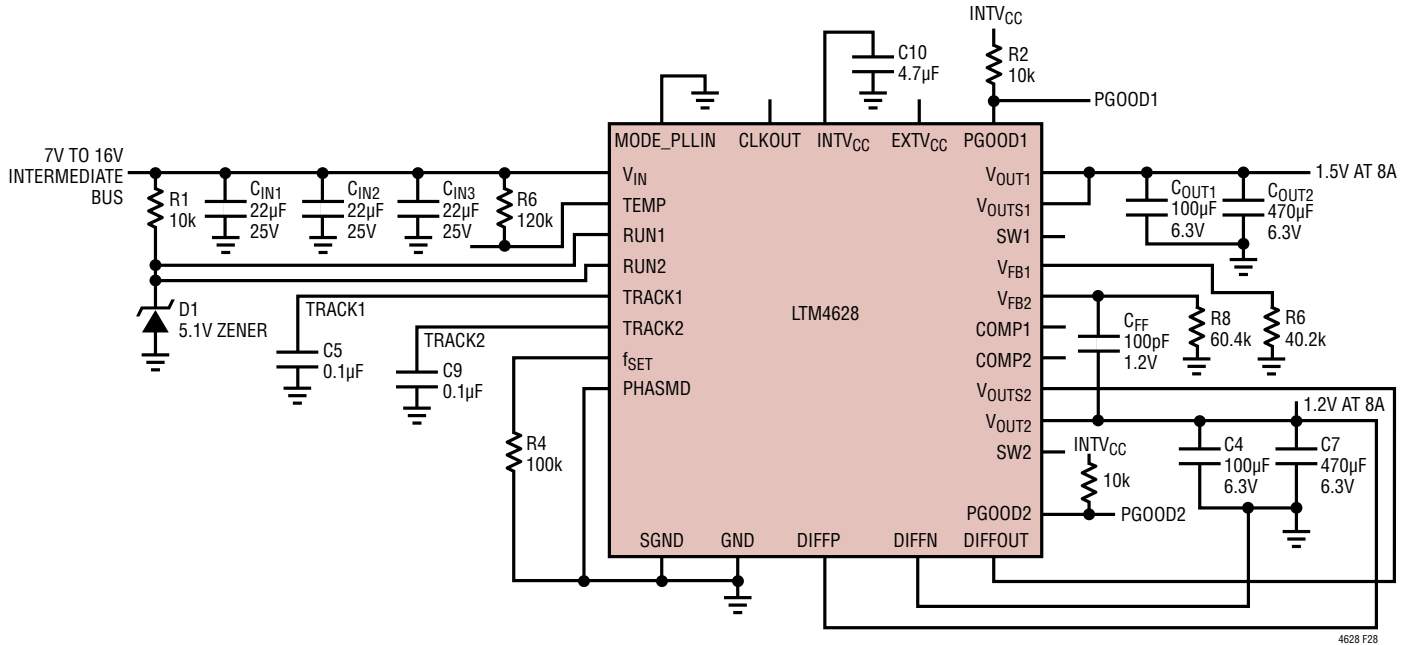 INTVCC
R2
10k
PGOOD1
C10
4.7µF
7V TO 16V
INTERMEDIATE
BUS
R1
10k
CIN1
22µF
25V
CIN2
22µF
25V
CIN3
22µF
25V
R6
120k
D1
5.1V ZENER
TRACK1
C5
0.1µF
TRACK2
C9
0.1µF
R4
100k
MODE_PLLIN
CLKOUT
INTVCC
EXTVCC
PGOOD1
VIN
TEMP
RUN1
RUN2
TRACK1
TRACK2
fSET
PHASMD
LTM4628
VOUT1
VOUTS1
SW1
VFB1
VFB2
COMP1
COMP2
VOUTS2
VOUT2
SW2
PGOOD2
SGND
GND
DIFFP
DIFFN
DIFFOUT
1.5V AT 8A
COUT1
100µF
6.3V
COUT2
470µF
6.3V
CFF
100pF
1.2V
R8
60.4k
R6
40.2k
1.2V AT 8A
INTVCC
10k
PGOOD2
C4
100µF
6.3V
C7
470µF
6.3V
4628 F28